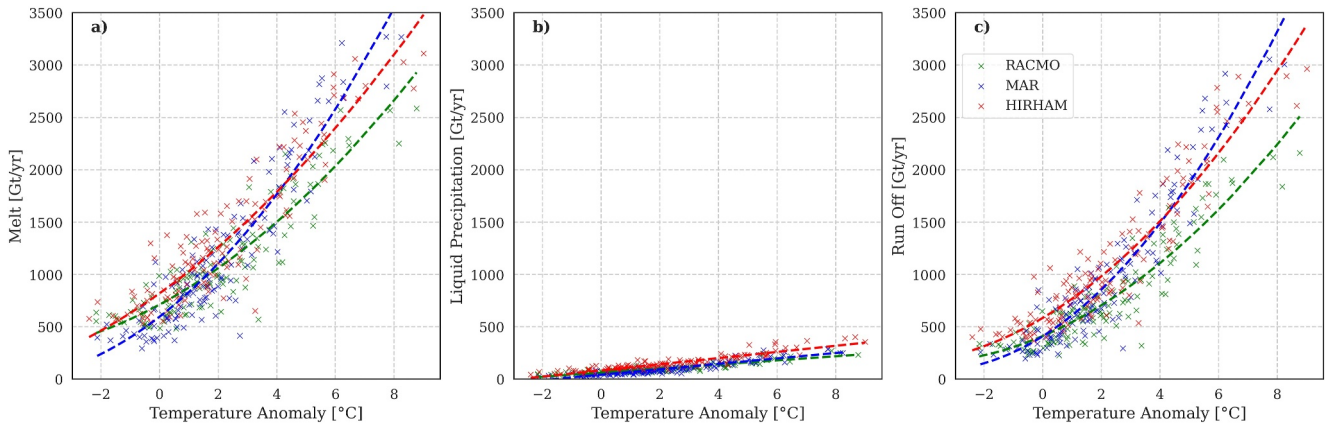 a)
3500
3000
2500
2000
1500
1000
500
0
Melt [Gt/yr]
−2 0 2 4 6 8
Temperature Anomaly [°C]
b)
3500
3000
2500
2000
1500
1000
500
0
Liquid Precipitation [Gt/yr]
−2 0 2 4 6 8
Temperature Anomaly [°C]
c)
RACMO
MAR
HIRHAM
3500
3000
2500
2000
1500
1000
500
0
Run Off [Gt/yr]
−2 0 2 4 6 8
Temperature Anomaly [°C]